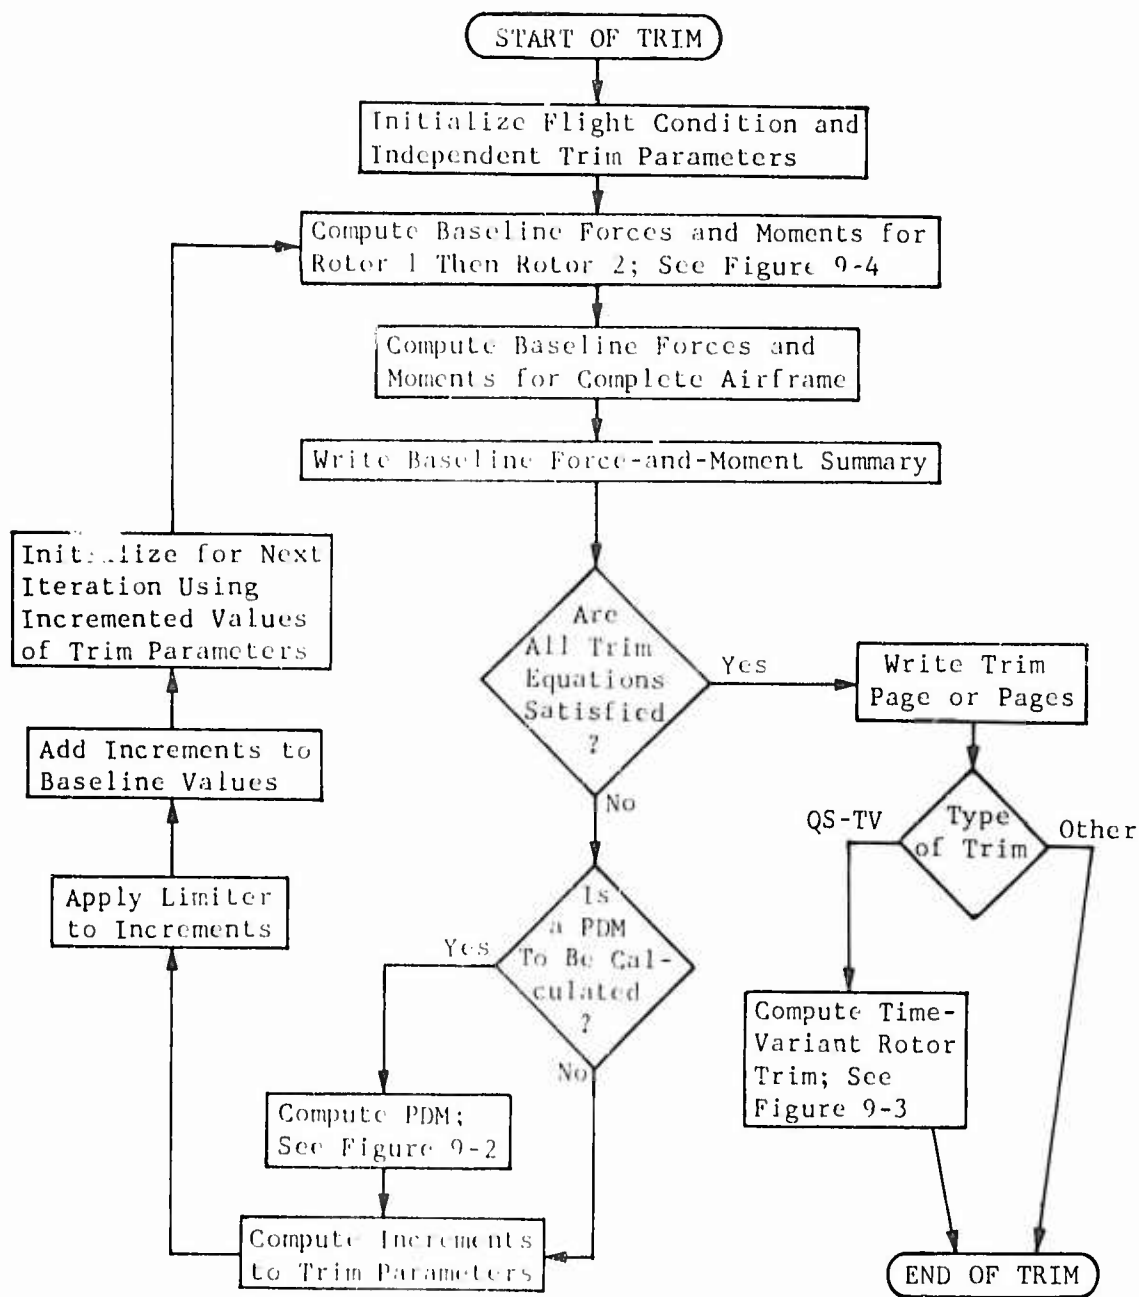 START OF TRIM
Initialize Flight Condition and
Independent Trim Parameters
Compute Baseline Forces and Moments for
Rotor 1 Then Rotor 2; See Figure 9-4
Compute Baseline Forces and
Moments for Complete Airframe
Write Baseline Force-and-Moment Summary
Are
All Trim
Equations
Satisfied
?
Yes
No
Write Trim
Page or Pages
Type
of Trim
QS-TV
Other
Compute Time-
Variant Rotor
Trim; See
Figure 9-3
END OF TRIM
Is
a PDM
To Be Cal-
culated
?
Yes
No
Compute PDM;
See Figure 9-2
Compute Increments
to Trim Parameters
Apply Limiter
to Increments
Add Increments to
Baseline Values
Initialize for Next
Iteration Using
Incremented Values
of Trim Parameters